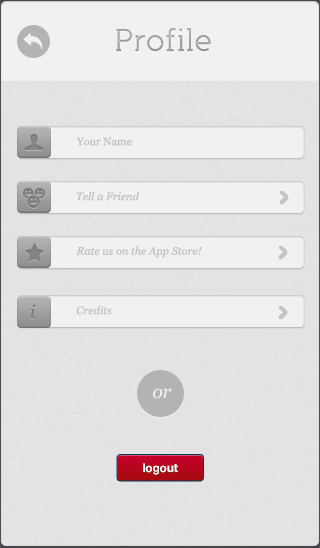 Profile
Your Name
Tell a Friend
Rate us on the App Store!
i
Credits
or
logout